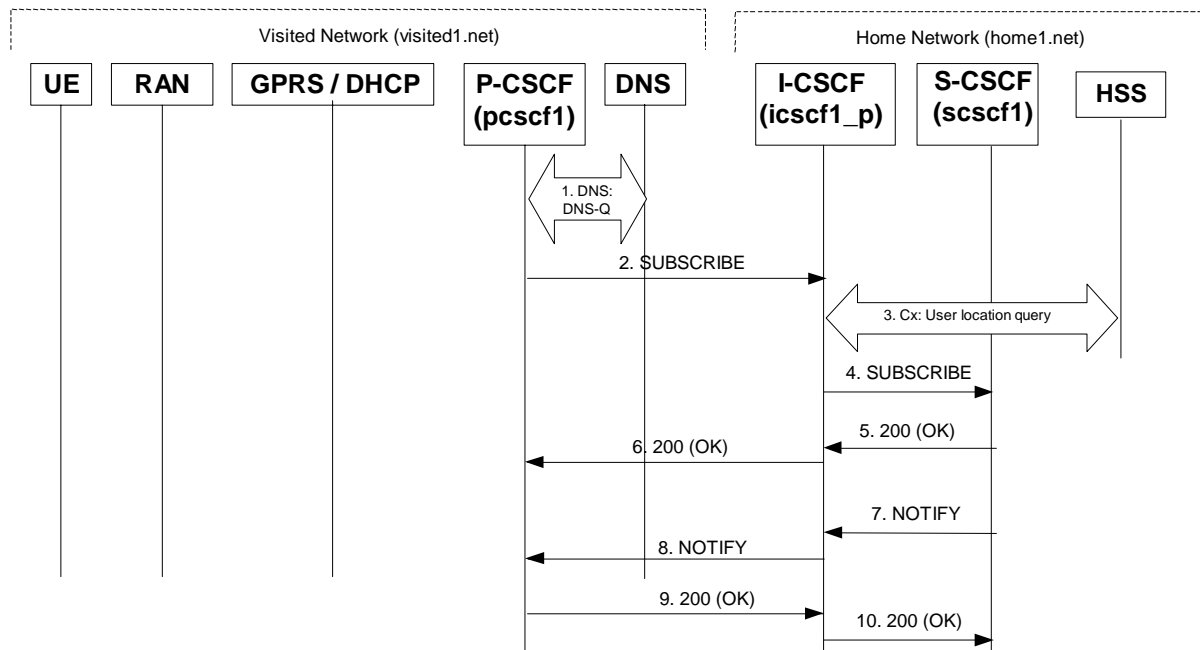 Visited Network (visited1.net)
Home Network (home1.net)
UE
RAN
GPRS / DHCP
P-CSCF
(pcscf1)
DNS
I-CSCF
(icscf1_p)
S-CSCF
(scscf1)
HSS
1. DNS:
DNS-Q
2. SUBSCRIBE
3. Cx: User location query
4. SUBSCRIBE
5. 200 (OK)
6. 200 (OK)
7. NOTIFY
8. NOTIFY
9. 200 (OK)
10. 200 (OK)